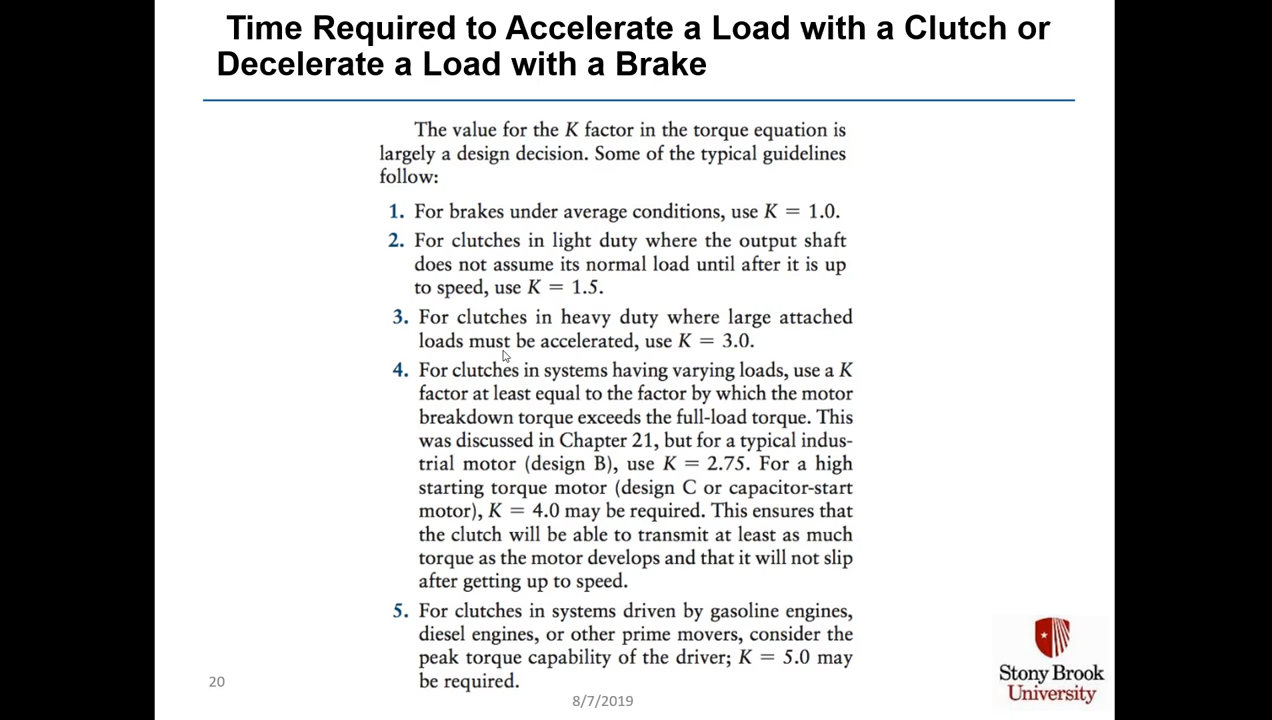 Time Required to Accelerate a Load with a Clutch or
Decelerate a Load with a Brake
The value for the K factor in the torque equation is
largely a design decision. Some of the typical guidelines
follow:
1. For brakes under average conditions, use K = 1.0.
2. For clutches in light duty where the output shaft
does not assume its normal load until after it is up
to speed, use K = 1.5.
3. For clutches in heavy duty where large attached
loads must be accelerated, use K = 3.0.
4. For clutches in systems having varying loads, use a K
factor at least equal to the factor by which the motor
breakdown torque exceeds the full-load torque. This
was discussed in Chapter 21, but for a typical indus-
trial motor (design B), use K = 2.75. For a high
starting torque motor (design C or capacitor-start
motor), K = 4.0 may be required. This ensures that
the clutch will be able to transmit at least as much
torque as the motor develops and that it will not slip
after getting up to speed.
5. For clutches in systems driven by gasoline engines,
diesel engines, or other prime movers, consider the
peak torque capability of the driver; K = 5.0 may
be required.
20
8/7/2019
Stony Brook
University